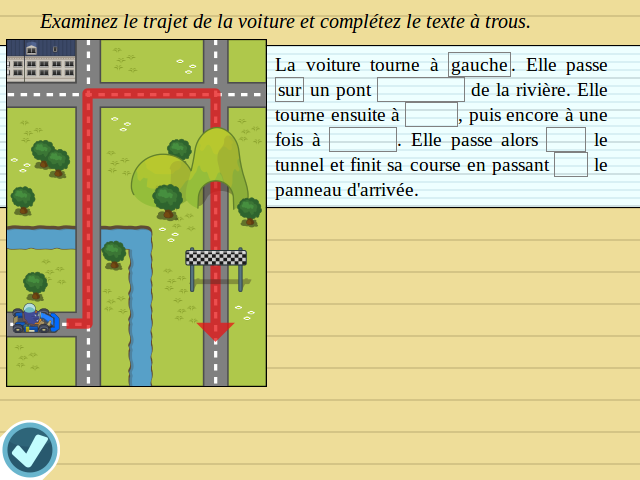 Examinez le trajet de la voiture et complétez le texte à trous.
La voiture tourne à gauche. Elle passe
sur un pont de la rivière. Elle
tourne ensuite à , puis encore à une
fois à . Elle passe alors le
tunnel et finit sa course en passant le
panneau d'arrivée.